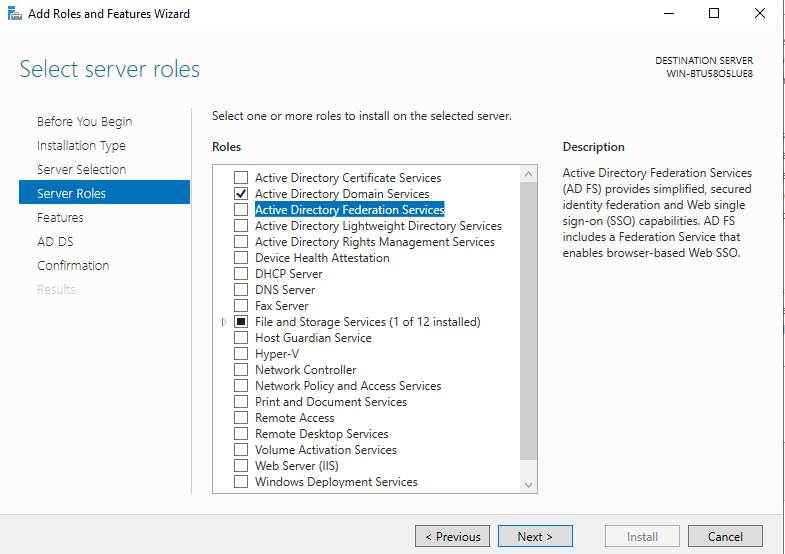 Add Roles and Features Wizard
Select server roles
DESTINATION SERVER
WIN-BTU58O5LUE8
Before You Begin
Installation Type
Server Selection
Server Roles
Features
AD DS
Confirmation
Results
Select one or more roles to install on the selected server.
Roles
Active Directory Certificate Services
Active Directory Domain Services
Active Directory Federation Services
Active Directory Lightweight Directory Services
Active Directory Rights Management Services
Device Health Attestation
DHCP Server
DNS Server
Fax Server
File and Storage Services (1 of 12 installed)
Host Guardian Service
Hyper-V
Network Controller
Network Policy and Access Services
Print and Document Services
Remote Access
Remote Desktop Services
Volume Activation Services
Web Server (IIS)
Windows Deployment Services
Description
Active Directory Federation Services
(AD FS) provides simplified, secured
identity federation and Web single
sign-on (SSO) capabilities. AD FS
includes a Federation Service that
enables browser-based Web SSO.
< Previous
Next >
Install
Cancel